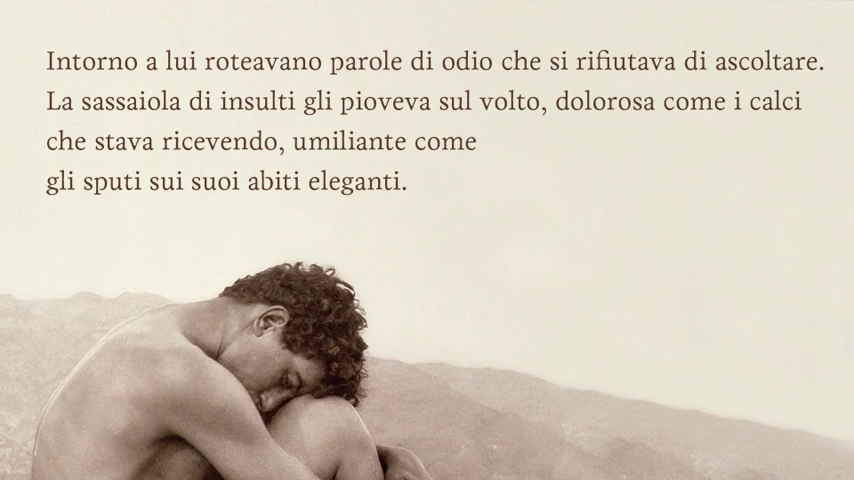 Intorno a lui roteavano parole di odio che si rifiutava di ascoltare.
La sassaiola di insulti gli pioveva sul volto, dolorosa come i calci
che stava ricevendo, umiliante come
gli sputi sui suoi abiti eleganti.